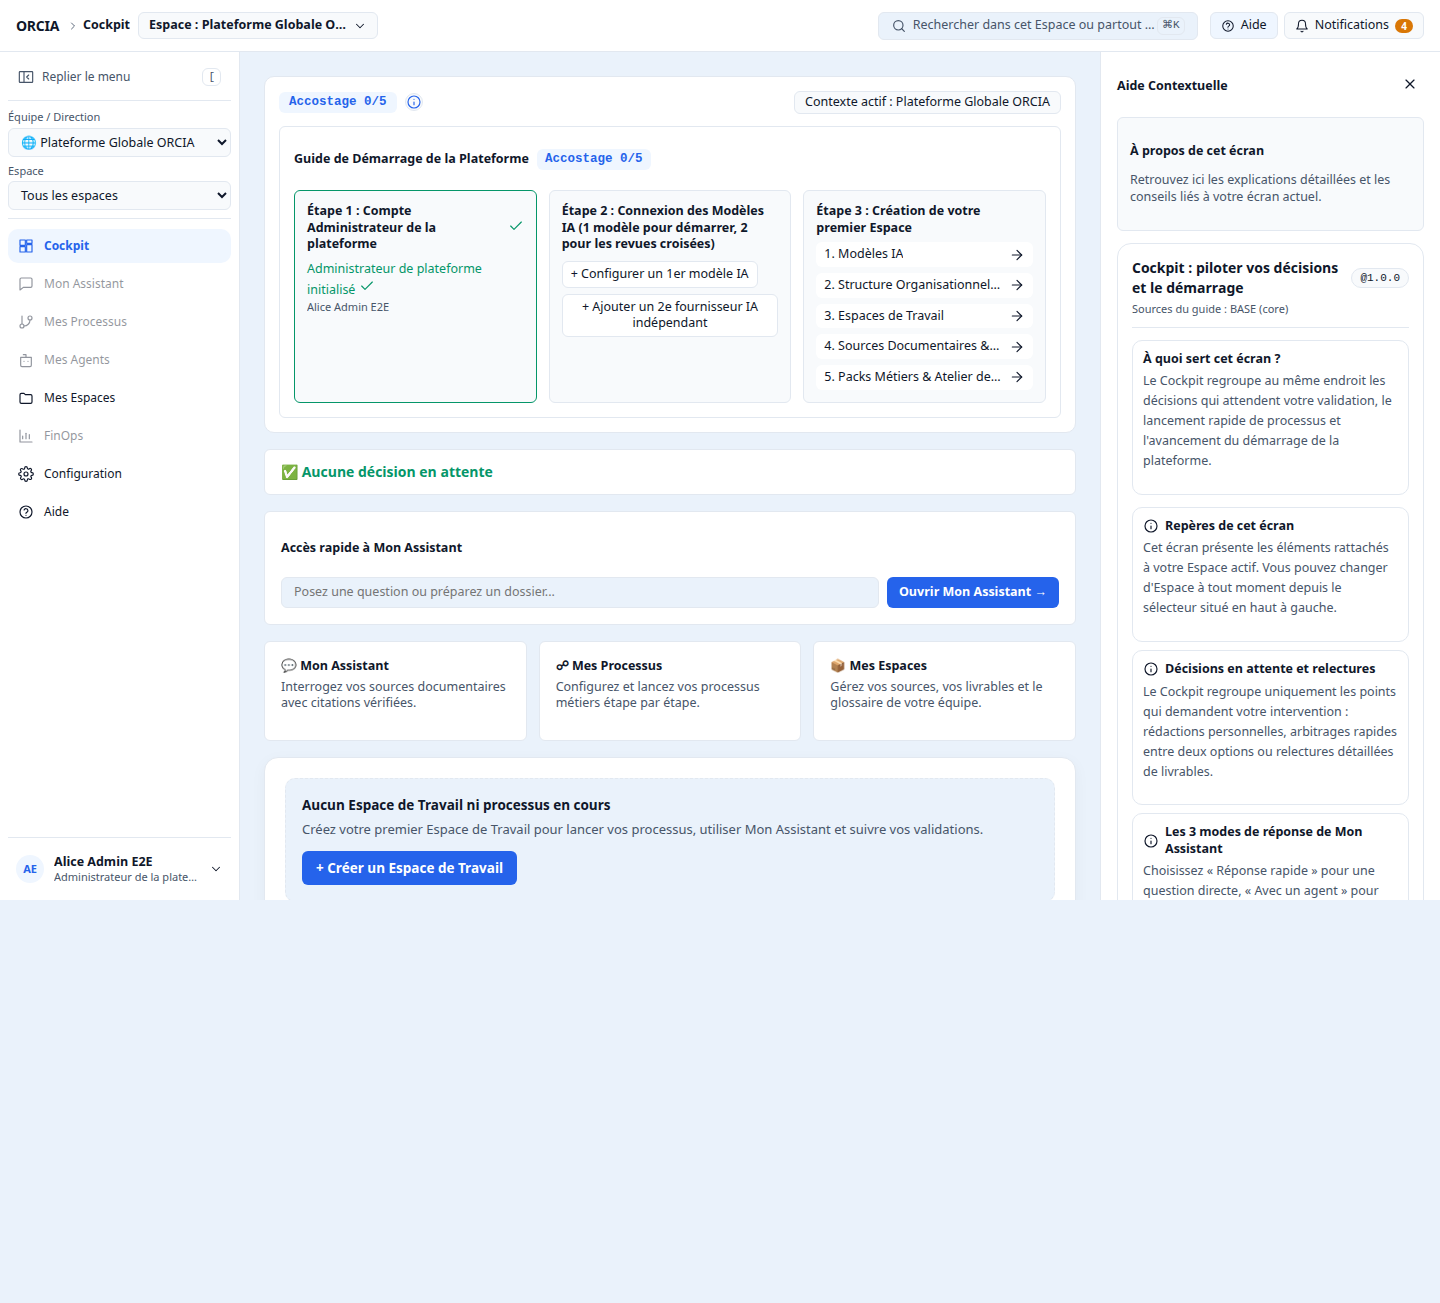 ORCIA
Cockpit
Espace : Plateforme Globale O...
Rechercher dans cet Espace ou partout ...
⌘K
Aide
Notifications 4
Replier le menu
[
Équipe / Direction
🌐 Plateforme Globale ORCIA
Espace
Tous les espaces
Cockpit
Mon Assistant
Mes Processus
Mes Agents
Mes Espaces
FinOps
Configuration
Aide
AE
Alice Admin E2E
Administrateur de la plate...
Accostage 0/5
Contexte actif : Plateforme Globale ORCIA
Guide de Démarrage de la Plateforme
Accostage 0/5
Étape 1 : Compte
Administrateur de la
plateforme
Administrateur de plateforme
initialisé
Alice Admin E2E
Étape 2 : Connexion des Modèles
IA (1 modèle pour démarrer, 2
pour les revues croisées)
+ Configurer un 1er modèle IA
+ Ajouter un 2e fournisseur IA
indépendant
Étape 3 : Création de votre
premier Espace
1. Modèles IA
2. Structure Organisationnel...
3. Espaces de Travail
4. Sources Documentaires &...
5. Packs Métiers & Atelier de...
✅ Aucune décision en attente
Accès rapide à Mon Assistant
Posez une question ou préparez un dossier...
Ouvrir Mon Assistant →
💬 Mon Assistant
Interrogez vos sources documentaires
avec citations vérifiées.
☍ Mes Processus
Configurez et lancez vos processus
métiers étape par étape.
📦 Mes Espaces
Gérez vos sources, vos livrables et le
glossaire de votre équipe.
Aucun Espace de Travail ni processus en cours
Créez votre premier Espace de Travail pour lancer vos processus, utiliser Mon Assistant et suivre vos validations.
+ Créer un Espace de Travail
Aide Contextuelle
À propos de cet écran
Retrouvez ici les explications détaillées et les
conseils liés à votre écran actuel.
Cockpit : piloter vos décisions
et le démarrage
@1.0.0
Sources du guide : BASE (core)
À quoi sert cet écran ?
Le Cockpit regroupe au même endroit les
décisions qui attendent votre validation, le
lancement rapide de processus et
l'avancement du démarrage de la
plateforme.
Repères de cet écran
Cet écran présente les éléments rattachés
à votre Espace actif. Vous pouvez changer
d'Espace à tout moment depuis le
sélecteur situé en haut à gauche.
Décisions en attente et relectures
Le Cockpit regroupe uniquement les points
qui demandent votre intervention :
rédactions personnelles, arbitrages rapides
entre deux options ou relectures détaillées
de livrables.
Les 3 modes de réponse de Mon
Assistant
Choisissez « Réponse rapide » pour une
question directe, « Avec un agent » pour